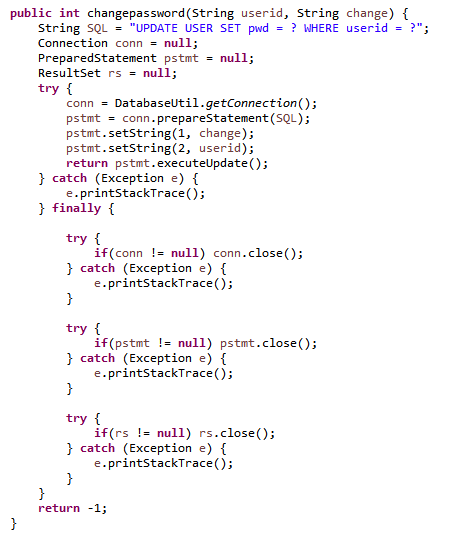 public int changepassword(String userid, String change) {
    String SQL = "UPDATE USER SET pwd = ? WHERE userid = ?";
    Connection conn = null;
    PreparedStatement pstmt = null;
    ResultSet rs = null;
    try {
        conn = DatabaseUtil.getConnection();
        pstmt = conn.prepareStatement(SQL);
        pstmt.setString(1, change);
        pstmt.setString(2, userid);
        return pstmt.executeUpdate();
    } catch (Exception e) {
        e.printStackTrace();
    } finally {

        try {
            if(conn != null) conn.close();
        } catch (Exception e) {
            e.printStackTrace();
        }

        try {
            if(pstmt != null) pstmt.close();
        } catch (Exception e) {
            e.printStackTrace();
        }

        try {
            if(rs != null) rs.close();
        } catch (Exception e) {
            e.printStackTrace();
        }
    }
    return -1;
}